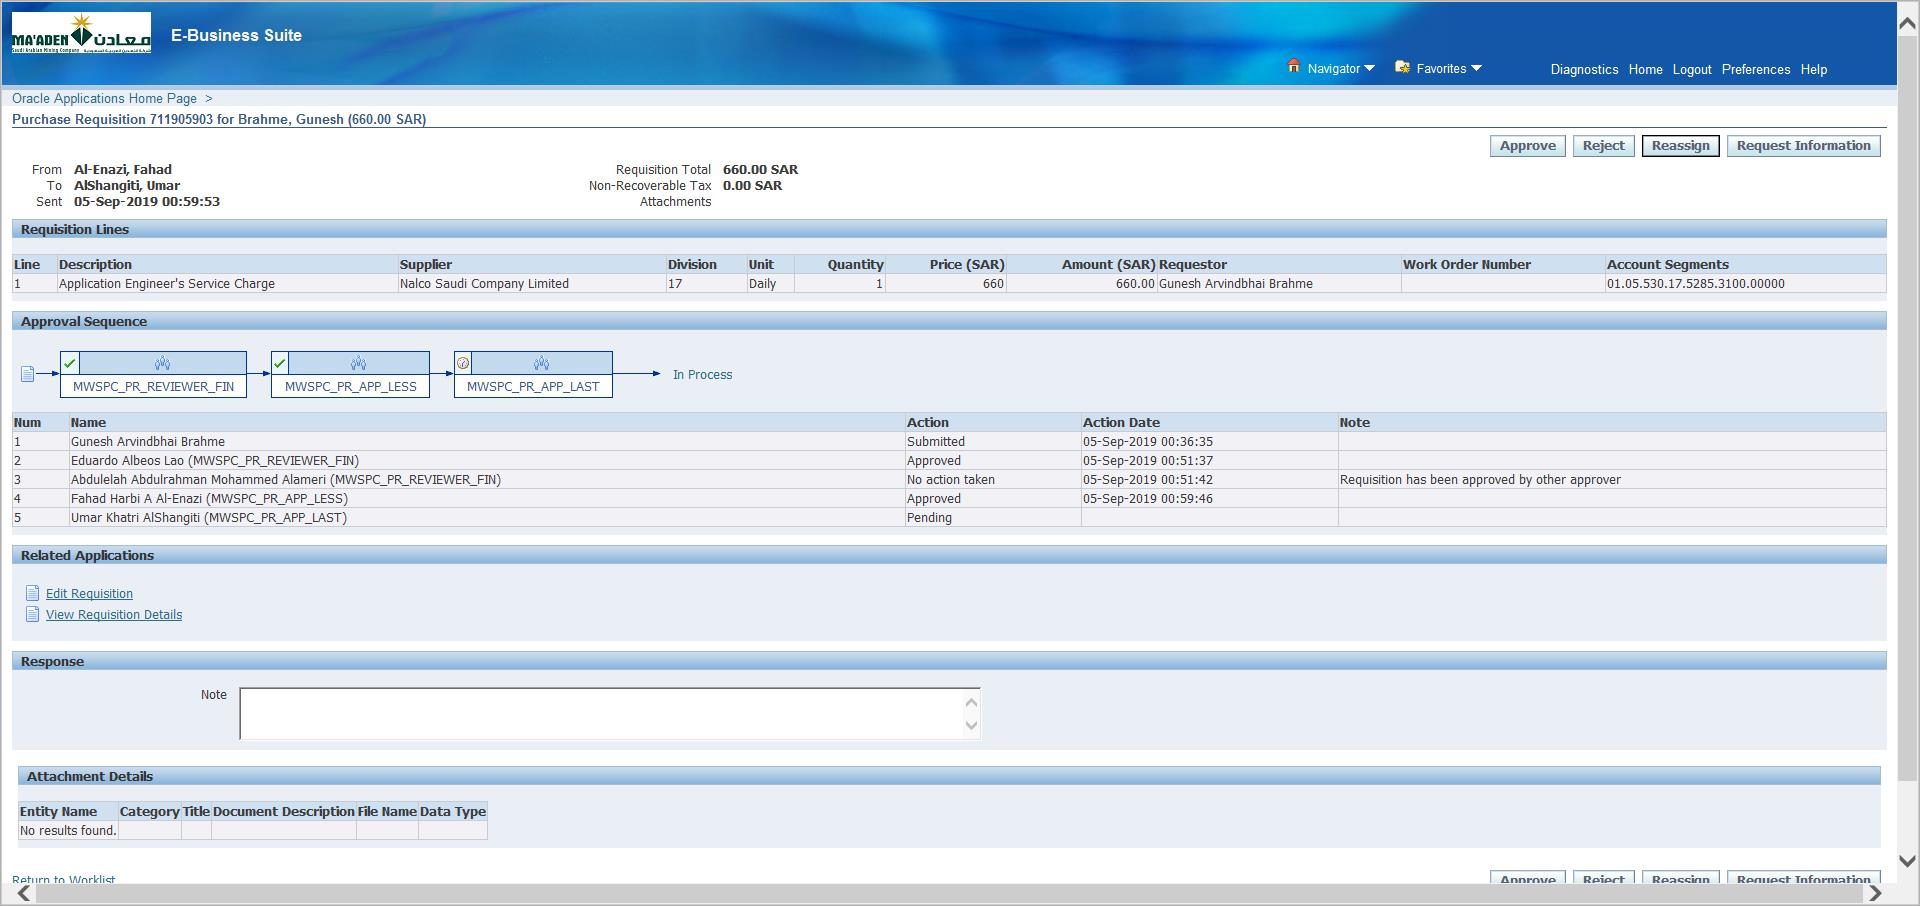 MA'ADEN معادن
Saudi Arabian Mining Company
E-Business Suite
Navigator Favorites Diagnostics Home Logout Preferences Help
Oracle Applications Home Page >
Purchase Requisition 711905903 for Brahme, Gunesh (660.00 SAR)
Approve Reject Reassign Request Information
From Al-Enazi, Fahad Requisition Total 660.00 SAR
To AlShangiti, Umar Non-Recoverable Tax 0.00 SAR
Sent 05-Sep-2019 00:59:53 Attachments
Requisition Lines
Line Description Supplier Division Unit Quantity Price (SAR) Amount (SAR) Requestor Work Order Number Account Segments
1 Application Engineer's Service Charge Nalco Saudi Company Limited 17 Daily 1 660 660.00 Gunesh Arvindbhai Brahme 01.05.530.17.5285.3100.00000
Approval Sequence
MWSPC_PR_REVIEWER_FIN MWSPC_PR_APP_LESS MWSPC_PR_APP_LAST In Process
Num Name Action Action Date Note
1 Gunesh Arvindbhai Brahme Submitted 05-Sep-2019 00:36:35
2 Eduardo Albeos Lao (MWSPC_PR_REVIEWER_FIN) Approved 05-Sep-2019 00:51:37
3 Abdulelah Abdulrahman Mohammed Alameri (MWSPC_PR_REVIEWER_FIN) No action taken 05-Sep-2019 00:51:42 Requisition has been approved by other approver
4 Fahad Harbi A Al-Enazi (MWSPC_PR_APP_LESS) Approved 05-Sep-2019 00:59:46
5 Umar Khatri AlShangiti (MWSPC_PR_APP_LAST) Pending
Related Applications
Edit Requisition
View Requisition Details
Response
Note
Attachment Details
Entity Name Category Title Document Description File Name Data Type
No results found.
Return to Worklist Approve Reject Reassign Request Information